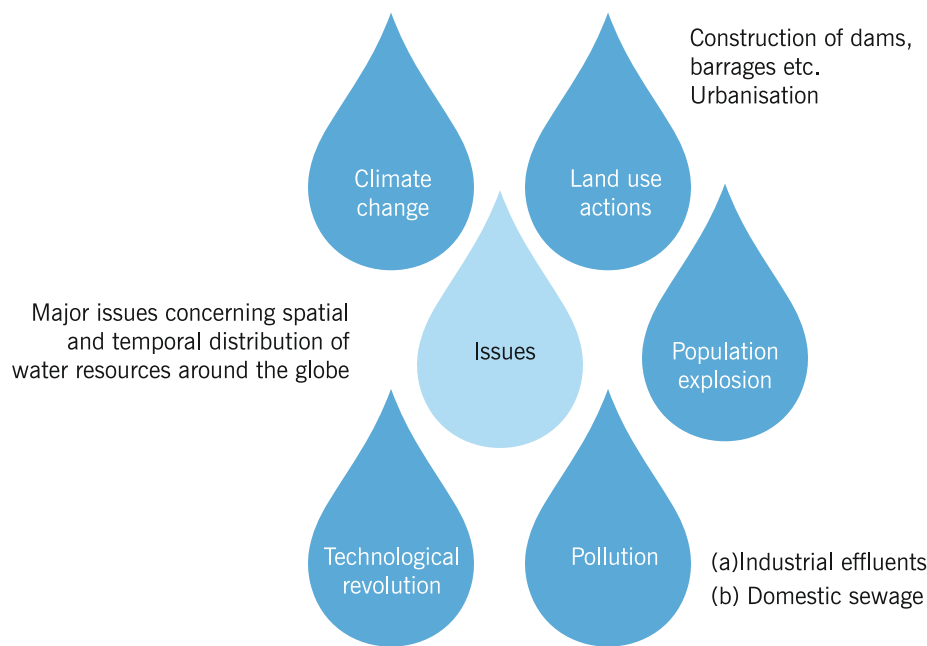 Construction of dams,
barrages etc.
Urbanisation
Climate
change
Land use
actions
Major issues concerning spatial
and temporal distribution of
water resources around the globe
Issues
Population
explosion
Technological
revolution
Pollution
(a)Industrial effluents
(b) Domestic sewage